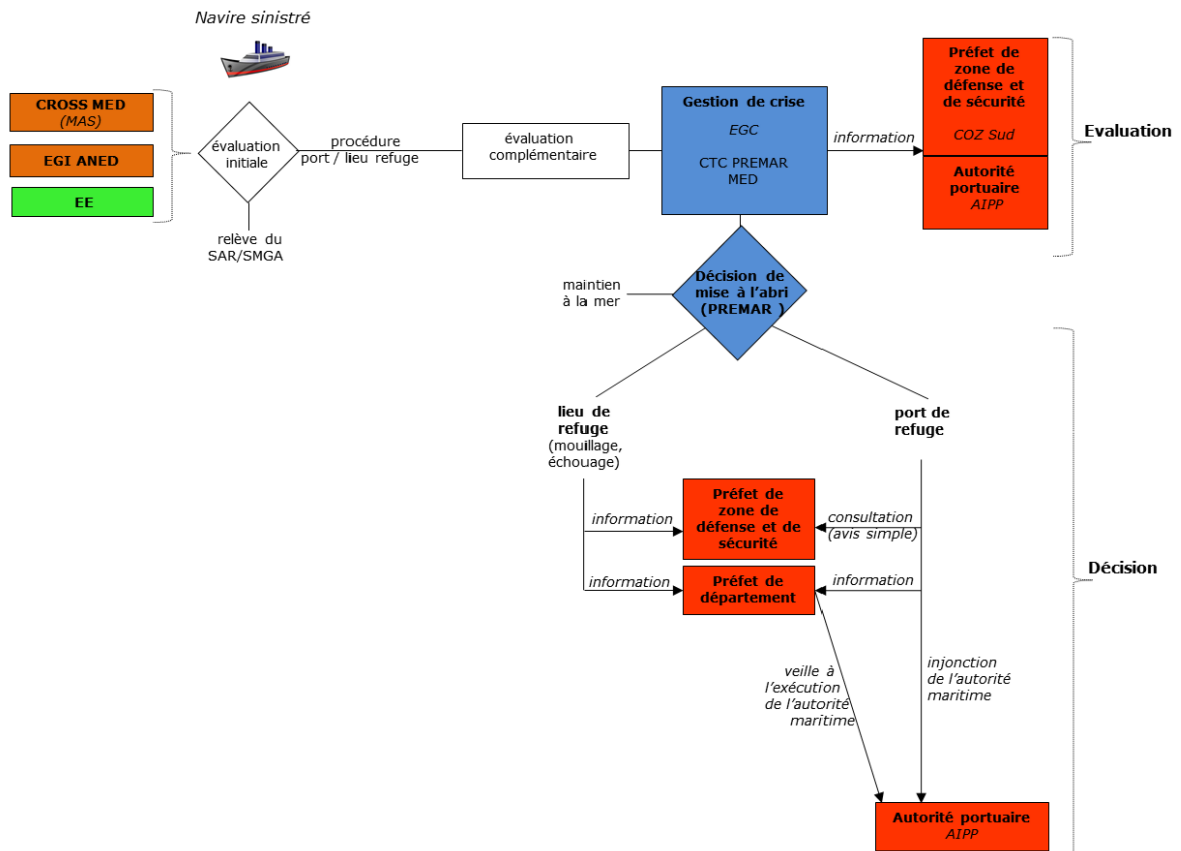 Navire sinistré
CROSS MED
(MAS)
EGI ANED
EE
évaluation
initiale
procédure
port / lieu refuge
relève du
SAR/SMGA
évaluation
complémentaire
Gestion de crise
EGC
CTC PREMAR
MED
information
Préfet de
zone de
défense et
de sécurité
COZ Sud
Autorité
portuaire
AIPP
Evaluation
maintien
à la mer
Décision de
mise à l'abri
(PREMAR )
lieu de
refuge
(mouillage,
échouage)
port de
refuge
information
Préfet de
zone de
défense et de
sécurité
consultation
(avis simple)
information
Préfet de
département
information
Décision
veille à
l'exécution
de l'autorité
maritime
injonction
de l'autorité
maritime
Autorité portuaire
AIPP